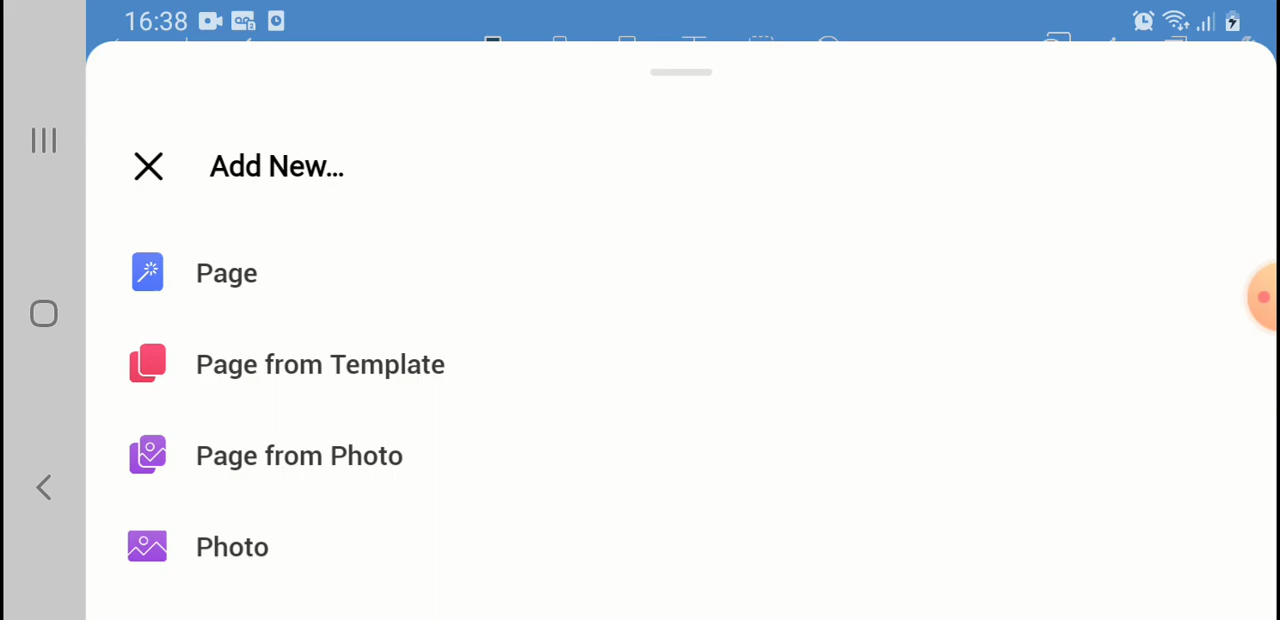 16:38
Add New...
Page
Page from Template
Page from Photo
Photo